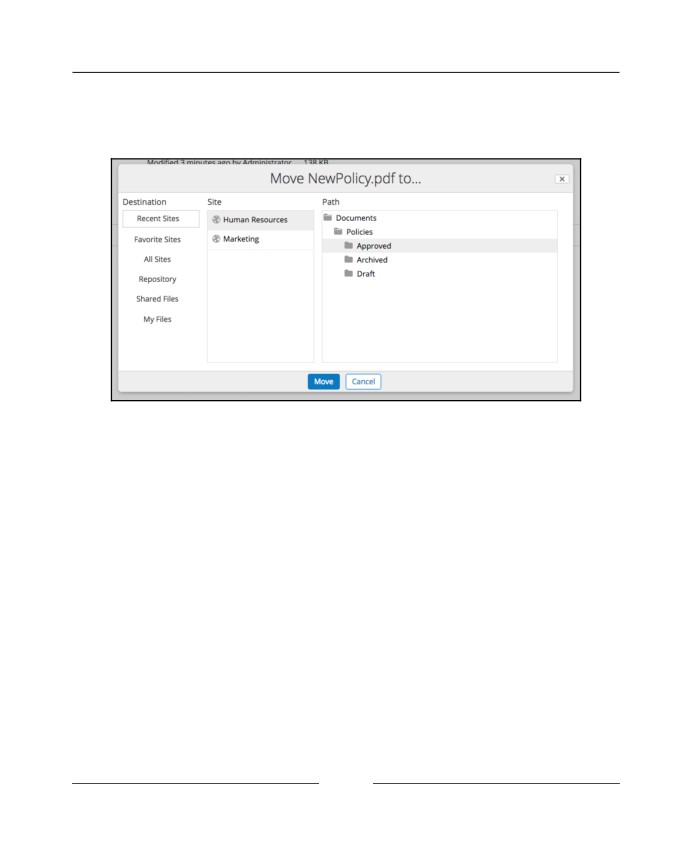 Modified 3 minutes ago by Administrator 138 KB
Move NewPolicy.pdf to...
Destination
Recent Sites
Favorite Sites
All Sites
Repository
Shared Files
My Files
Site
Human Resources
Marketing
Path
Documents
Policies
Approved
Archived
Draft
Move
Cancel